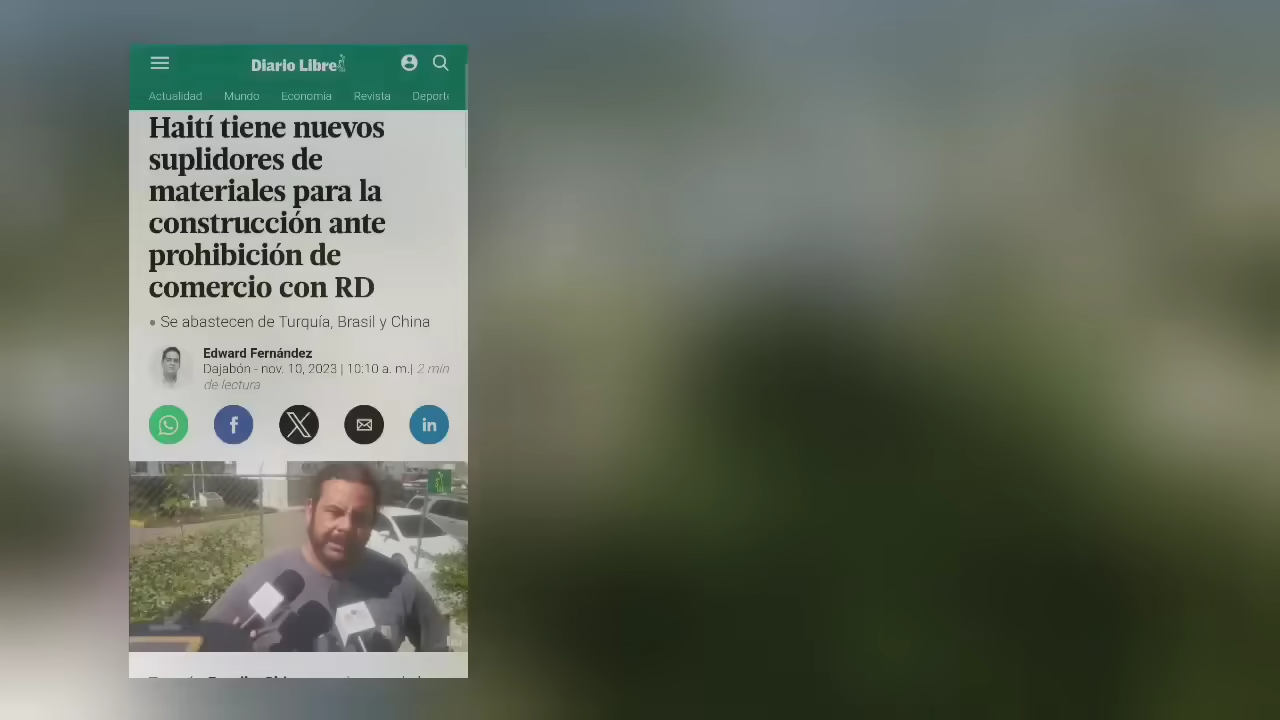 Diario Libre
Actualidad Mundo Economía Revista
Haití tiene nuevos
suplidores de
materiales para la
construcción ante
prohibición de
comercio con RD
• Se abastecen de Turquía, Brasil y China
Edward Fernández
Dajabón - nov. 10, 2023 | 10:10 a. m.| 2 min
de lectura